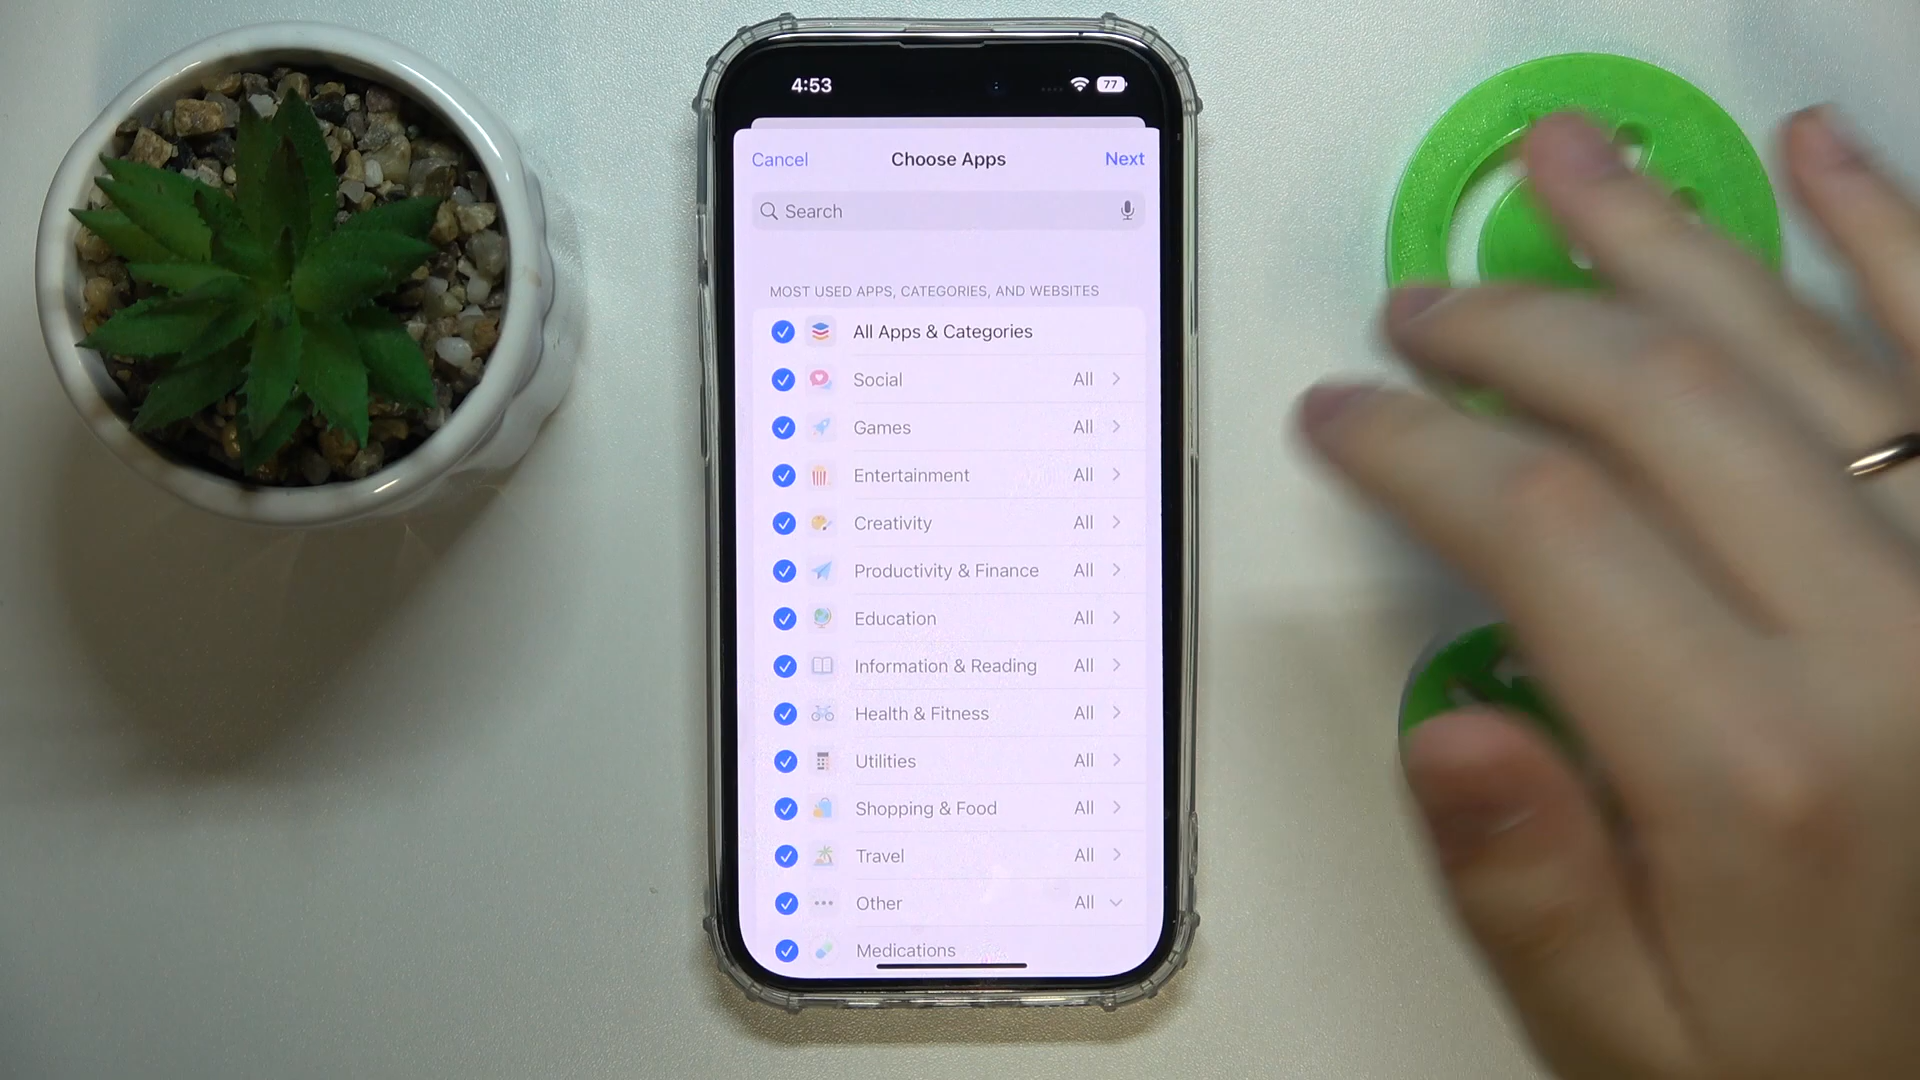 4:53
77
Cancel Choose Apps Next
Search
MOST USED APPS, CATEGORIES, AND WEBSITES
All Apps & Categories
Social All
Games All
Entertainment All
Creativity All
Productivity & Finance All
Education All
Information & Reading All
Health & Fitness All
Utilities All
Shopping & Food All
Travel All
Other All
Medications